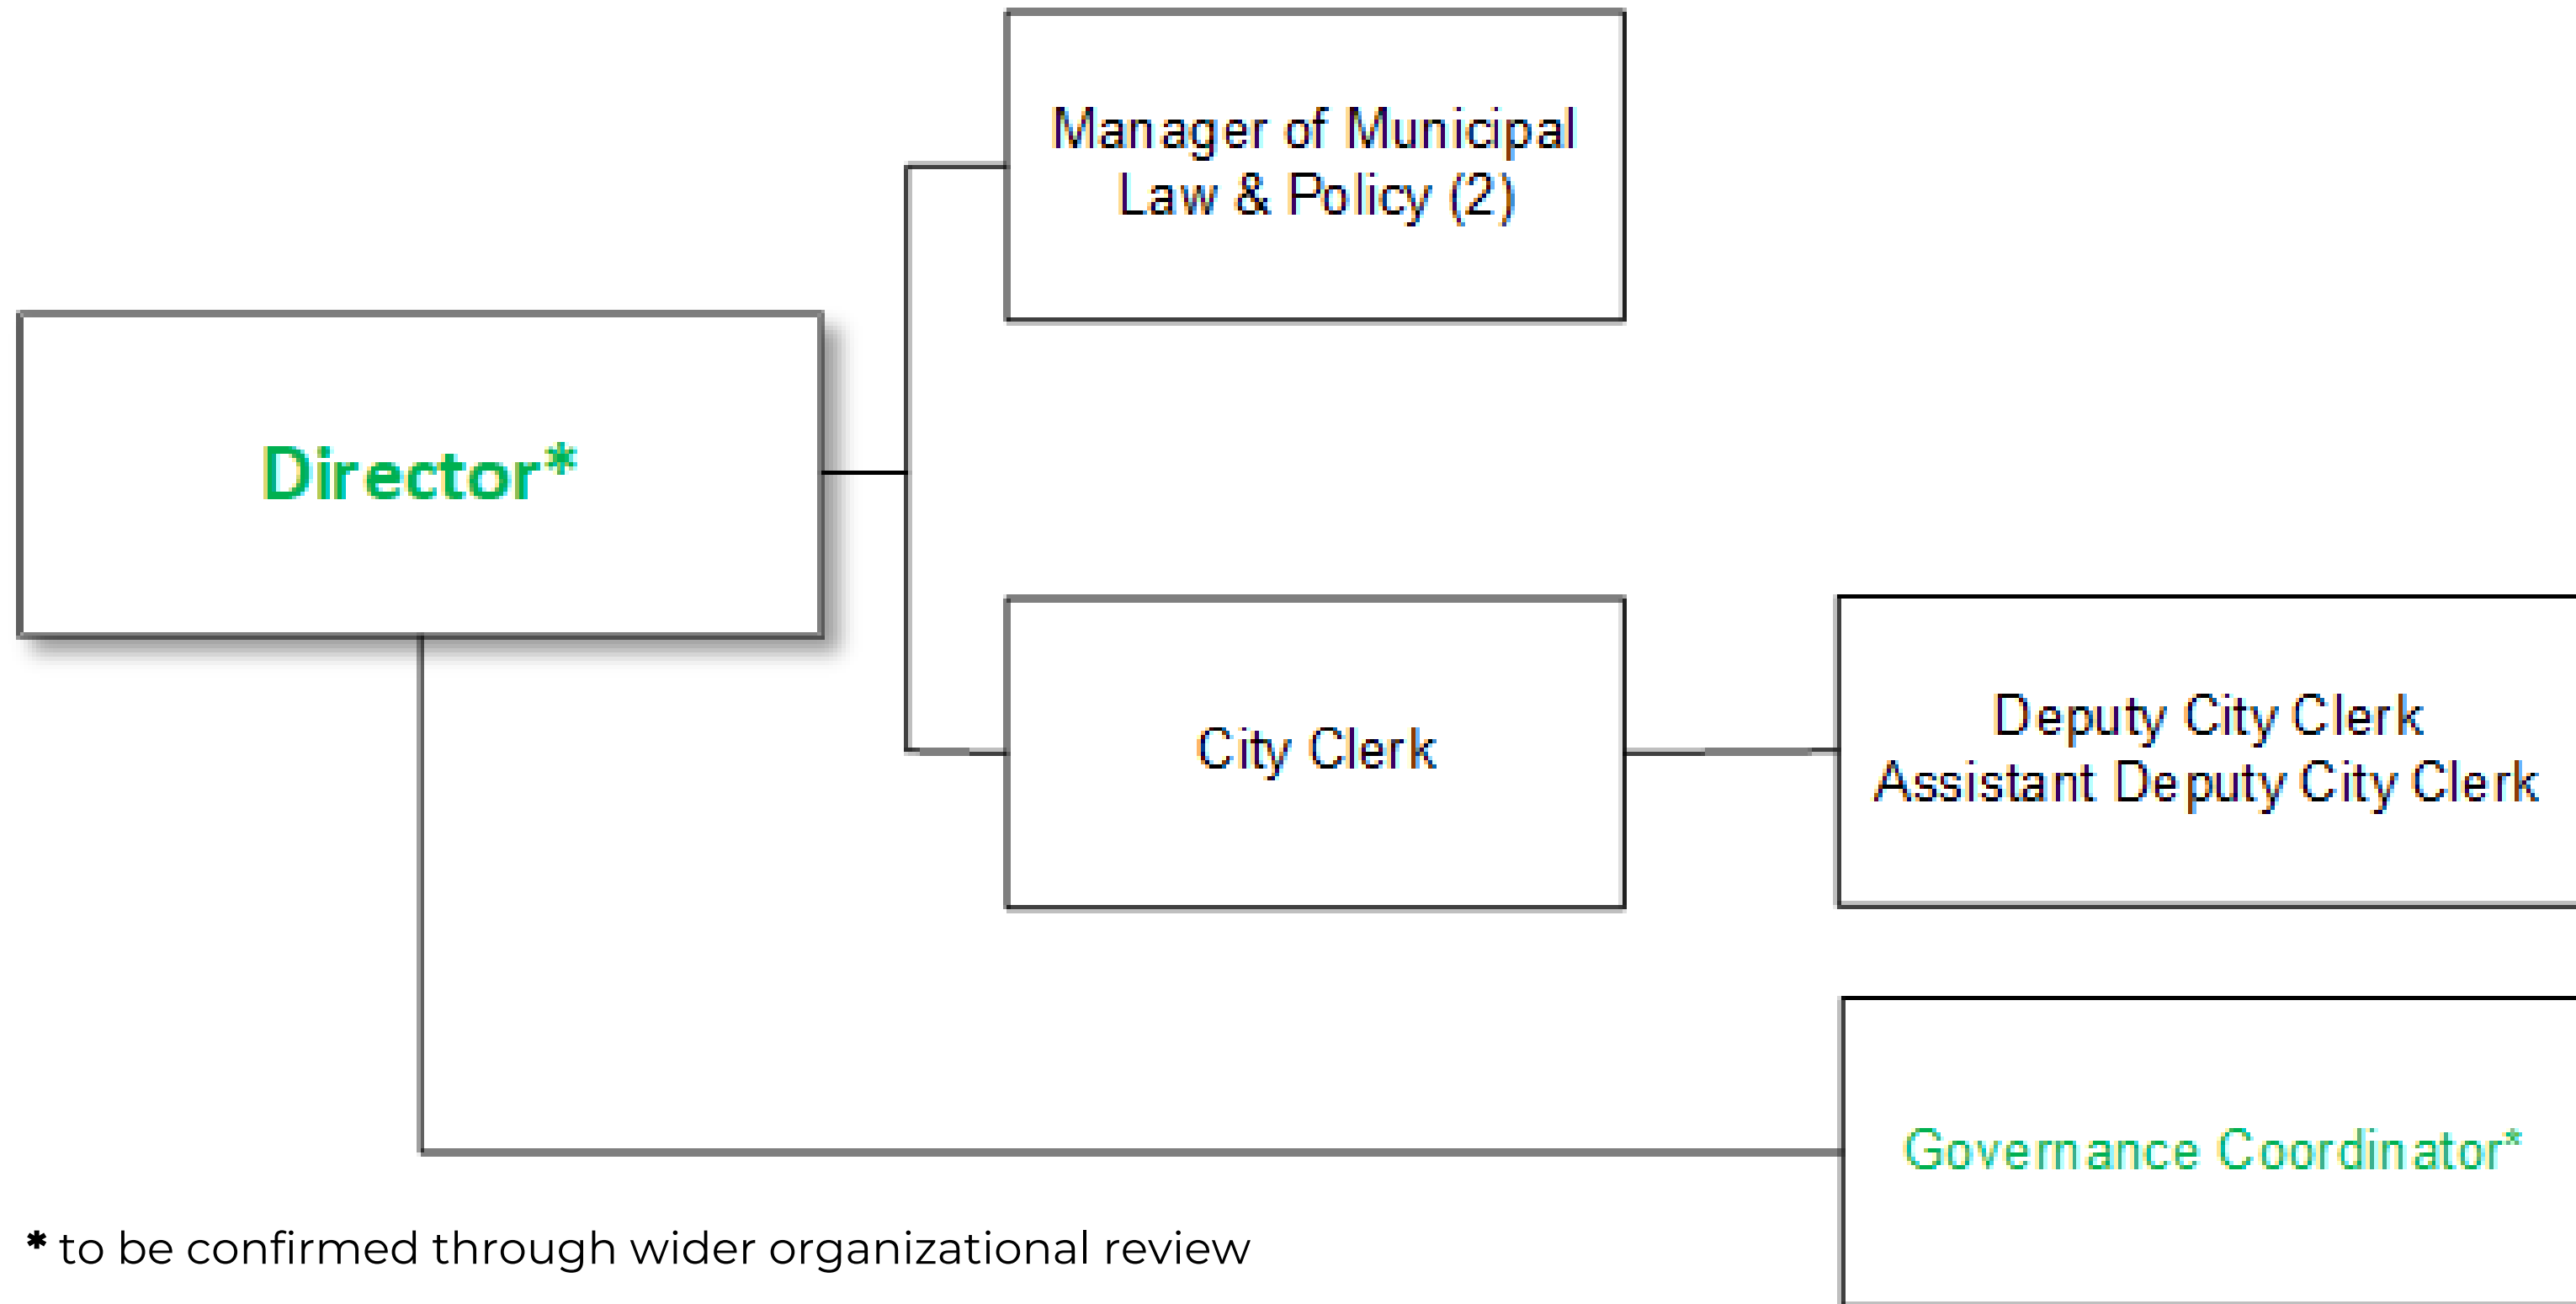 Manager of Municipal
Law & Policy (2)
Director*
City Clerk
Deputy City Clerk
Assistant Deputy City Clerk
Governance Coordinator*
* to be confirmed through wider organizational review